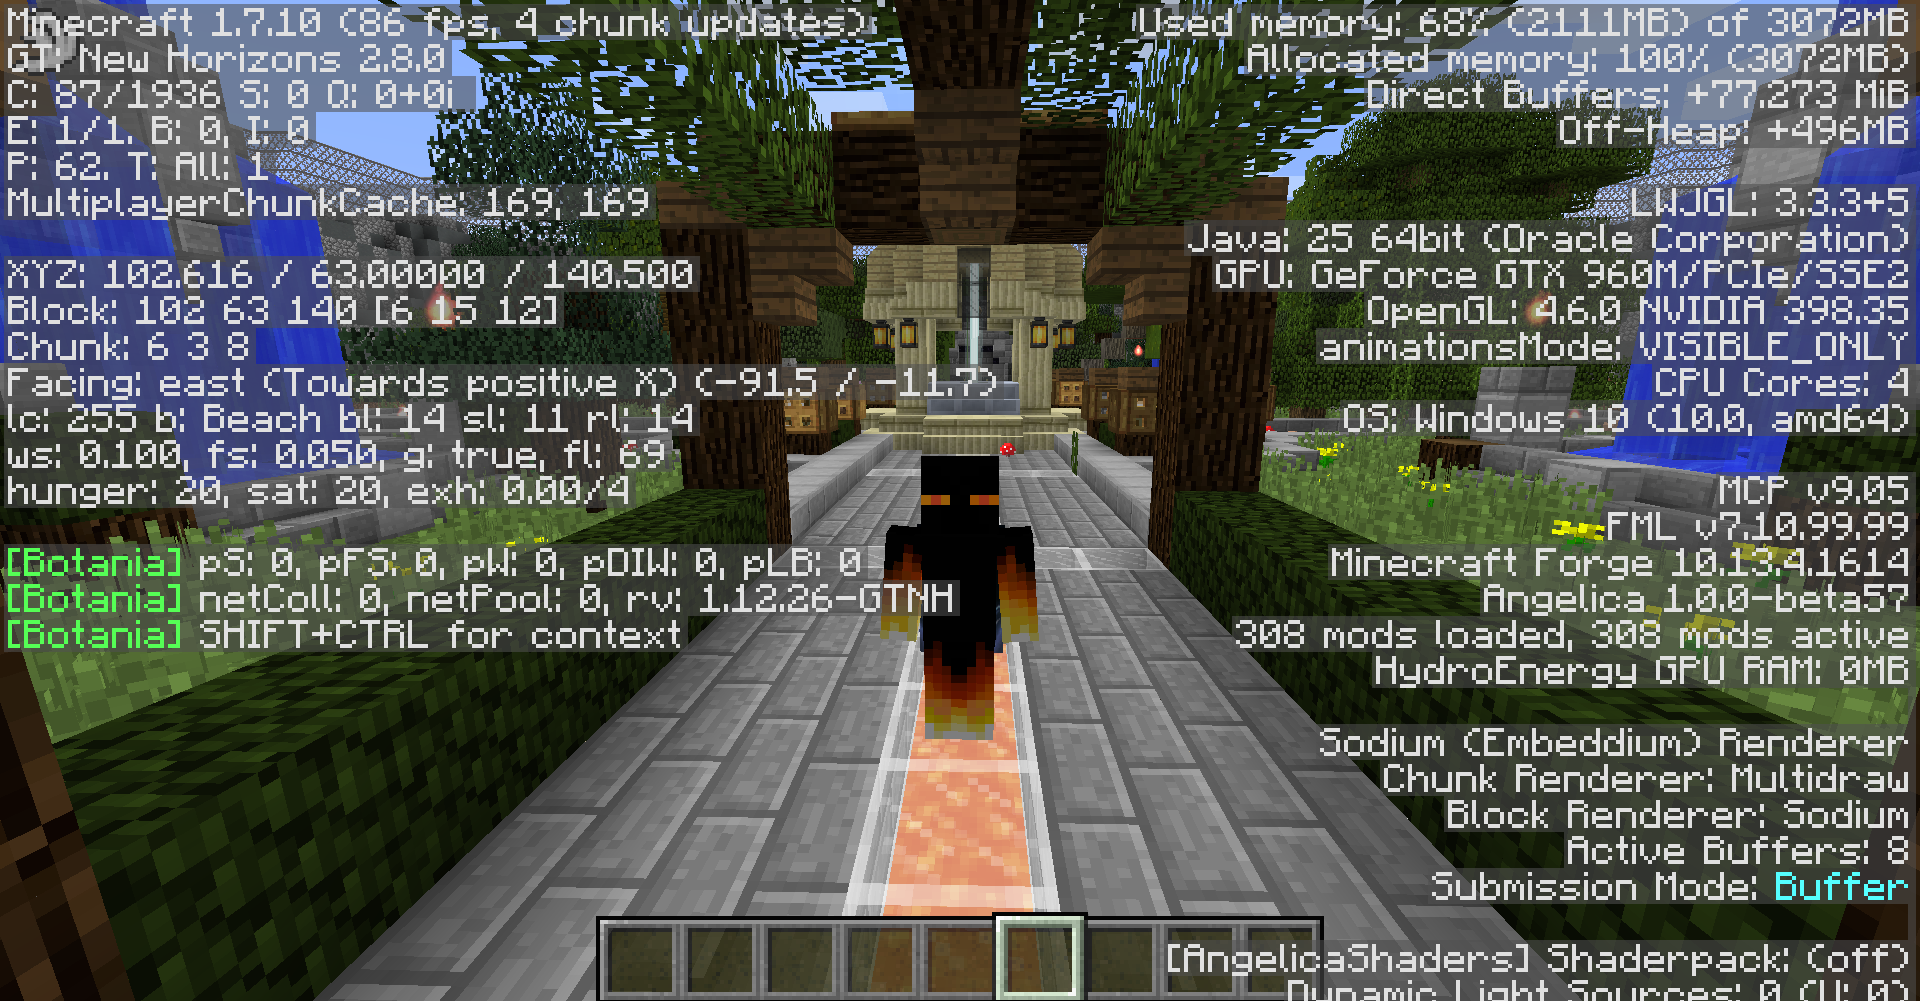 Minecraft 1.7.10 (86 fps, 4 chunk updates)
GT New Horizons 2.8.0
C: 87/1936 S: 0 Q: 0+0i
E: 1/1. B: 0, I: 0
P: 62. T: All: 1
MultiplayerChunkCache: 169, 169
XYZ: 102.616 / 63.00000 / 140.500
Block: 102 63 140 [6 15 12]
Chunk: 6 3 8
Facing: east (Towards positive X) (-91.5 / -11.7)
lc: 255 b: Beach bl: 14 sl: 11 rl: 14
ws: 0.100, fs: 0.050, g: true, fl: 69
hunger: 20, sat: 20, exh: 0.00/4
[Botania] pS: 0, pFS: 0, pW: 0, pDIW: 0, pLB: 0
[Botania] netColl: 0, netPool: 0, rv: 1.12.26-GTNH
[Botania] SHIFT+CTRL for context
Used memory: 68% (2111MB) of 3072MB
Allocated memory: 100% (3072MB)
Direct Buffers: +77.273 MiB
Off-Heap: +496MB
LWJGL: 3.3.3+5
Java: 25 64bit (Oracle Corporation)
GPU: GeForce GTX 960M/PCIe/SSE2
OpenGL: 4.6.0 NVIDIA 398.35
animationsMode: VISIBLE_ONLY
CPU Cores: 4
OS: Windows 10 (10.0, amd64)
MCP v9.05
FML v7.10.99.99
Minecraft Forge 10.13.4.1614
Angelica 1.0.0-beta57
308 mods loaded, 308 mods active
HydroEnergy GPU RAM: 0MB
Sodium (Embeddium) Renderer
Chunk Renderer: Multidraw
Block Renderer: Sodium
Active Buffers: 8
Submission Mode: Buffer
[AngelicaShaders] Shaderpack: (off)
Dynamic Light Sources: 0 (U: 0)